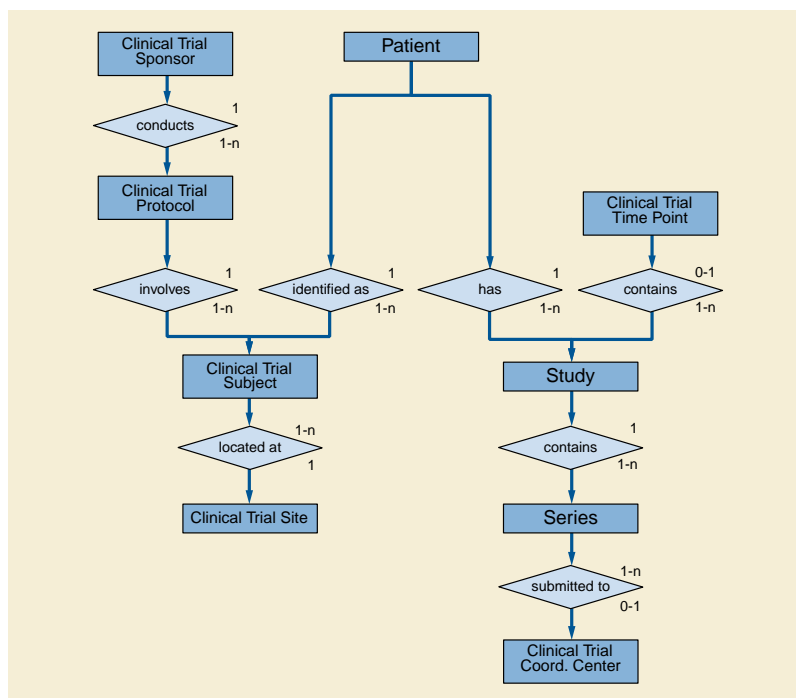 Clinical Trial
Sponsor
Patient
1
conducts
1-n
Clinical Trial
Protocol
Clinical Trial
Time Point
1
involves
1-n
1
identified as
1-n
1
has
1-n
0-1
contains
1-n
Clinical Trial
Subject
Study
1-n
located at
1
1
contains
1-n
Clinical Trial Site
Series
1-n
submitted to
0-1
Clinical Trial
Coord. Center